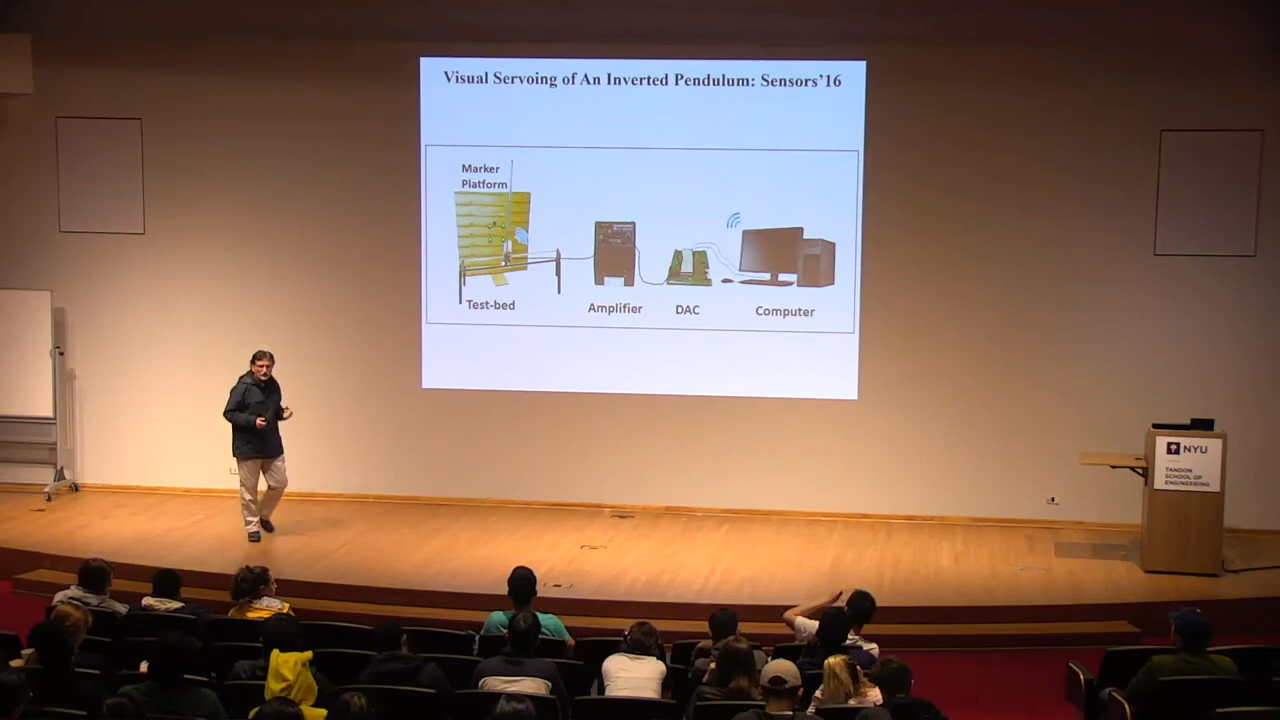 Visual Servoing of An Inverted Pendulum: Sensors'16
Marker
Platform
Test-bed
Amplifier
DAC
Computer
NYU
TANDON
SCHOOL OF
ENGINEERING